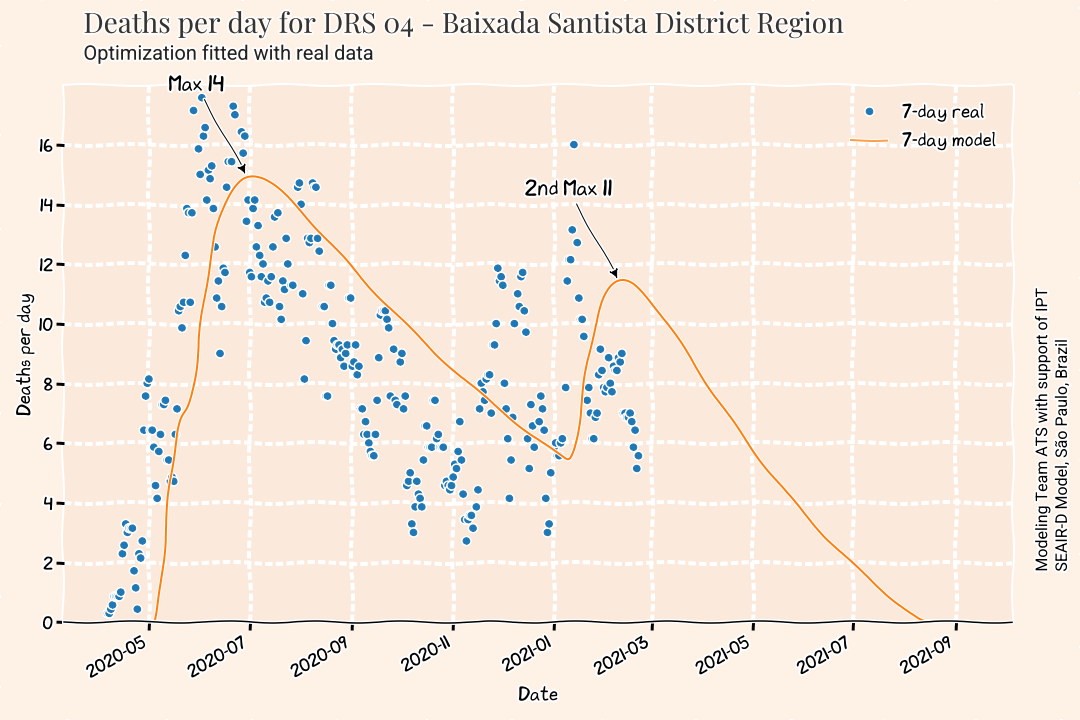 Deaths per day for DRS 04 - Baixada Santista District Region
Optimization fitted with real data
Max 14
7-day real
7-day model
2nd Max 11
16
14
12
10
8
6
4
2
0
Deaths per day
2020-05
2020-07
2020-09
2020-11
2021-01
2021-03
2021-05
2021-07
2021-09
Date
Modeling Team ATS with support of IPT
SEAIR-D Model, São Paulo, Brazil